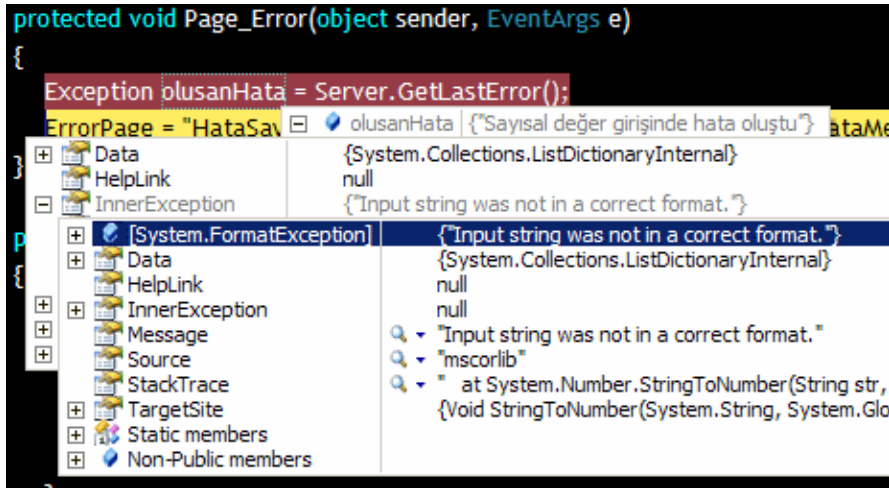 protected void Page_Error(object sender, EventArgs e)
{
Exception olusanHata = Server.GetLastError();
ErrorPage = "HataSav
olusanHata {"Sayısal değer girişinde hata oluştu"}
ataMe
}
Data {System.Collections.ListDictionaryInternal}
HelpLink null
InnerException {"Input string was not in a correct format."}
[System.FormatException] {"Input string was not in a correct format."}
Data {System.Collections.ListDictionaryInternal}
HelpLink null
InnerException null
Message "Input string was not in a correct format."
Source "mscorlib"
StackTrace " at System.Number.StringToNumber(String str,
TargetSite {Void StringToNumber(System.String, System.Glo
Static members
Non-Public members
p
{